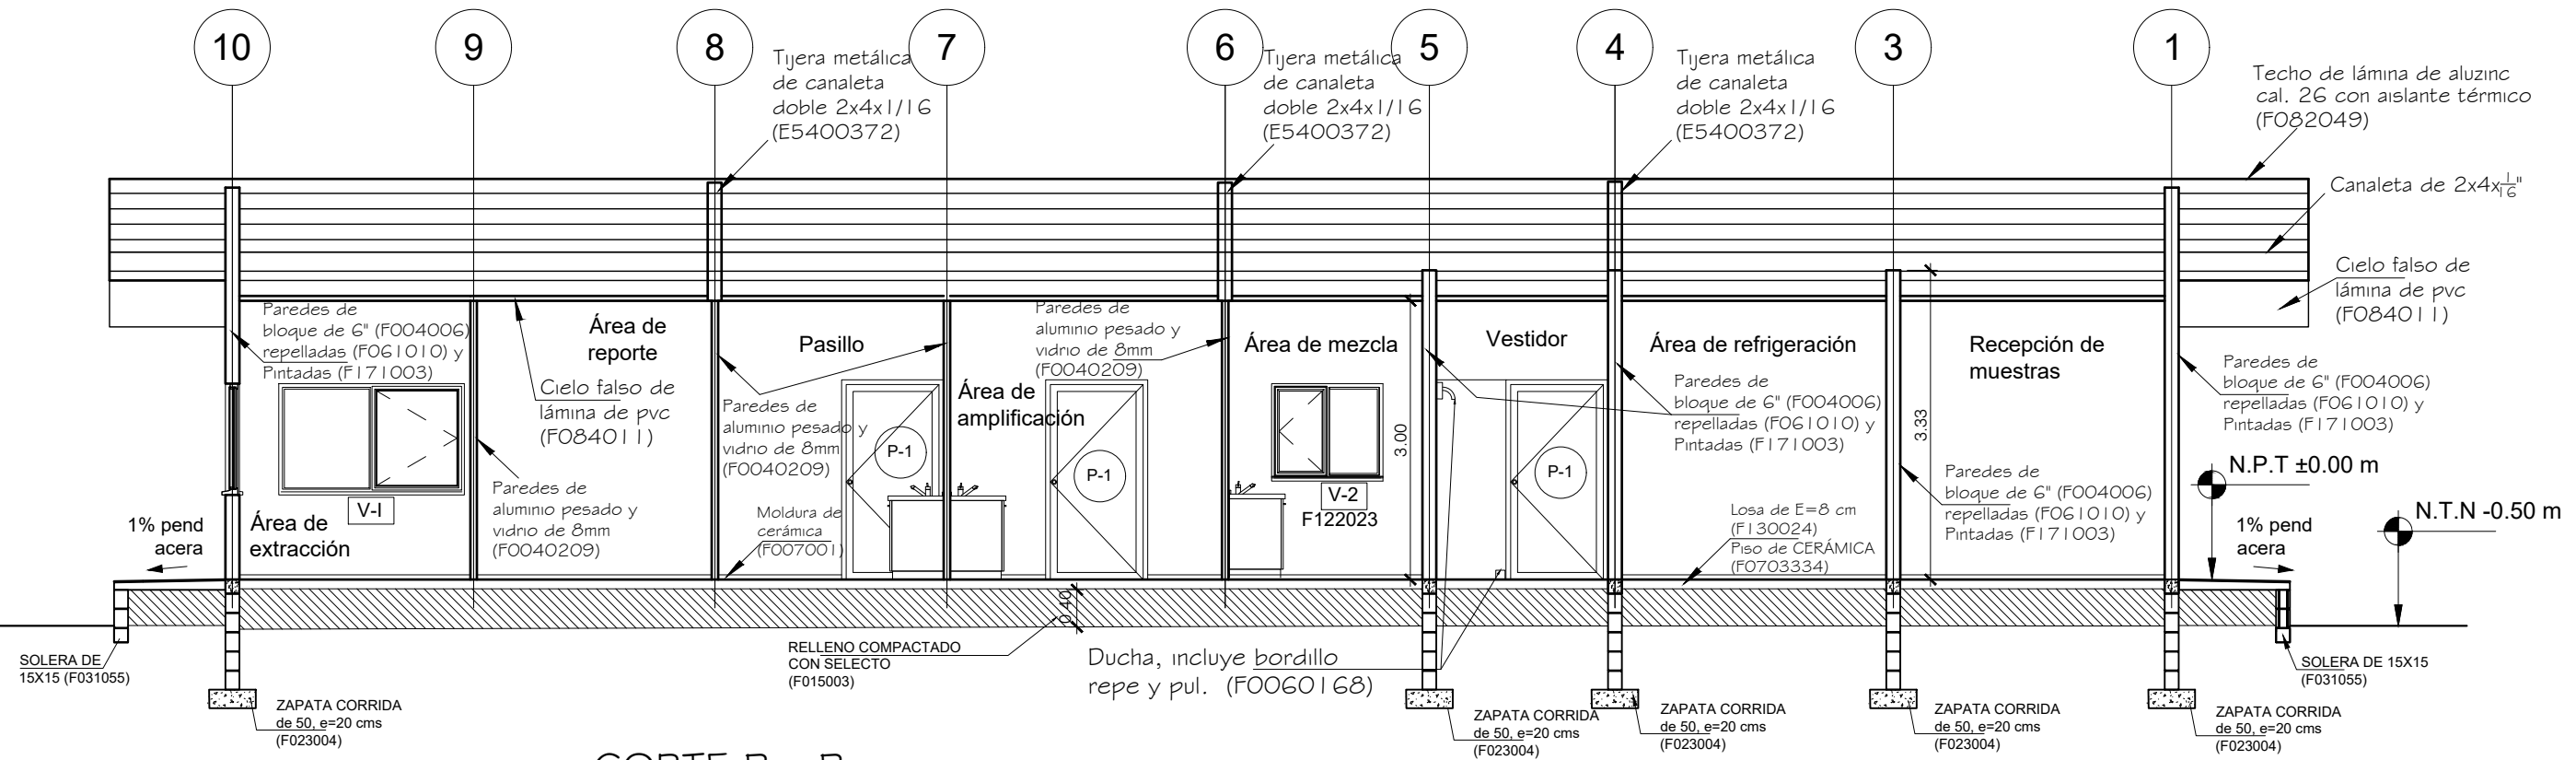 10
9
8
7
6
5
4
3
1
Tijera metálica
de canaleta
doble 2x4x1/16
(E5400372)
Tijera metálica
de canaleta
doble 2x4x1/16
(E5400372)
Tijera metálica
de canaleta
doble 2x4x1/16
(E5400372)
Techo de lámina de aluzinc
cal. 26 con aislante térmico
(F082049)
Canaleta de 2x4x1/16"
Cielo falso de
lámina de pvc
(F084011)
Paredes de
bloque de 6" (F004006)
repelladas (F061010) y
Pintadas (F171003)
Área de
reporte
Cielo falso de
lámina de pvc
(F084011)
Pasillo
Paredes de
aluminio pesado y
vidrio de 8mm
(F0040209)
Área de
amplificación
Paredes de
aluminio pesado y
vidrio de 8mm
(F0040209)
Área de mezcla
Vestidor
Área de refrigeración
Paredes de
bloque de 6" (F004006)
repelladas (F061010) y
Pintadas (F171003)
Recepción de
muestras
Paredes de
bloque de 6" (F004006)
repelladas (F061010) y
Pintadas (F171003)
Paredes de
bloque de 6" (F004006)
repelladas (F061010) y
Pintadas (F171003)
P-1
P-1
P-1
3.00
3.33
V-I
V-2
F122023
Área de
extracción
Paredes de
aluminio pesado y
vidrio de 8mm
(F0040209)
Moldura de
cerámica
(F007001)
Losa de E=8 cm
(F130024)
Piso de CERÁMICA
(F0703334)
N.P.T ±0.00 m
N.T.N -0.50 m
1% pend
acera
1% pend
acera
0.40
SOLERA DE
15X15 (F031055)
RELLENO COMPACTADO
CON SELECTO
(F015003)
Ducha, incluye bordillo
repe y pul. (F0060168)
SOLERA DE 15X15
(F031055)
ZAPATA CORRIDA
de 50, e=20 cms
(F023004)
ZAPATA CORRIDA
de 50, e=20 cms
(F023004)
ZAPATA CORRIDA
de 50, e=20 cms
(F023004)
ZAPATA CORRIDA
de 50, e=20 cms
(F023004)
ZAPATA CORRIDA
de 50, e=20 cms
(F023004)
CORTE B - B